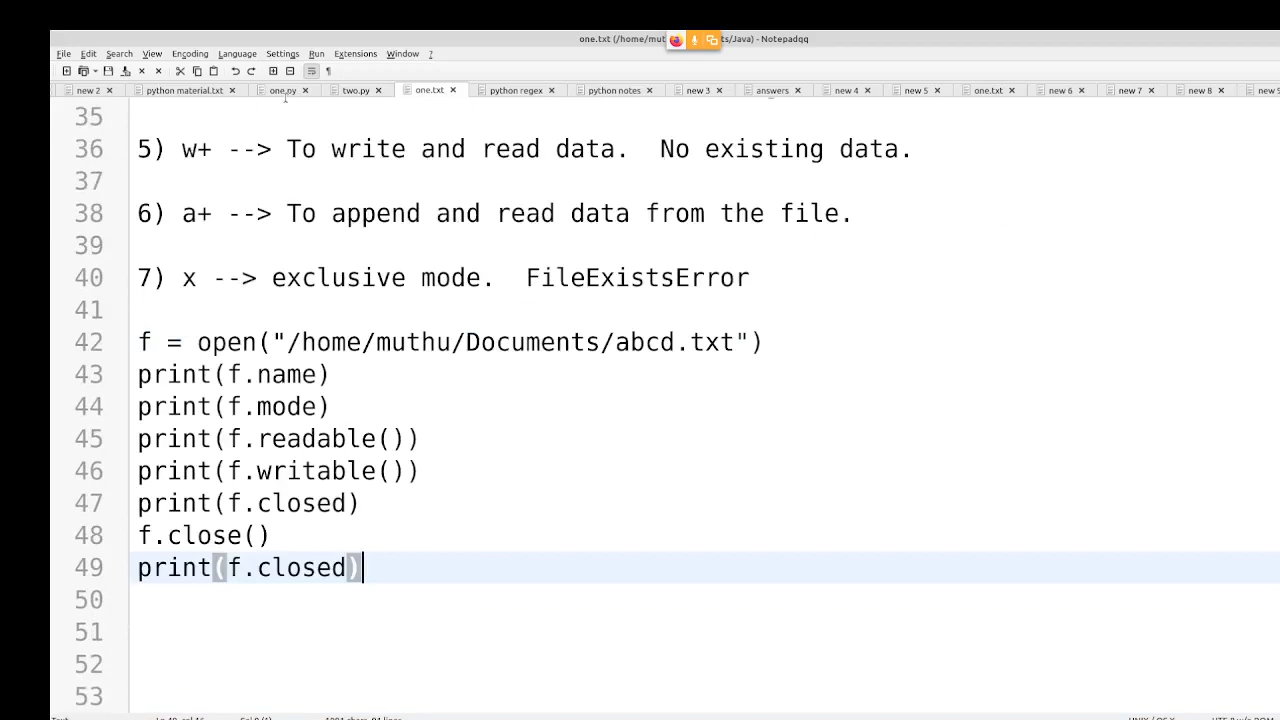 one.txt (/home/mut ts/Java) - Notepadqq
File Edit Search View Encoding Language Settings Run Extensions Window ?
new 2 python material.txt one.py two.py one.txt python regex python notes new 3 answers new 4 new 5 one.txt new 6 new 7 new 8 new 9
35
36 5) w+ --> To write and read data. No existing data.
37
38 6) a+ --> To append and read data from the file.
39
40 7) x --> exclusive mode. FileExistsError
41
42 f = open("/home/muthu/Documents/abcd.txt")
43 print(f.name)
44 print(f.mode)
45 print(f.readable())
46 print(f.writable())
47 print(f.closed)
48 f.close()
49 print(f.closed)
50
51
52
53